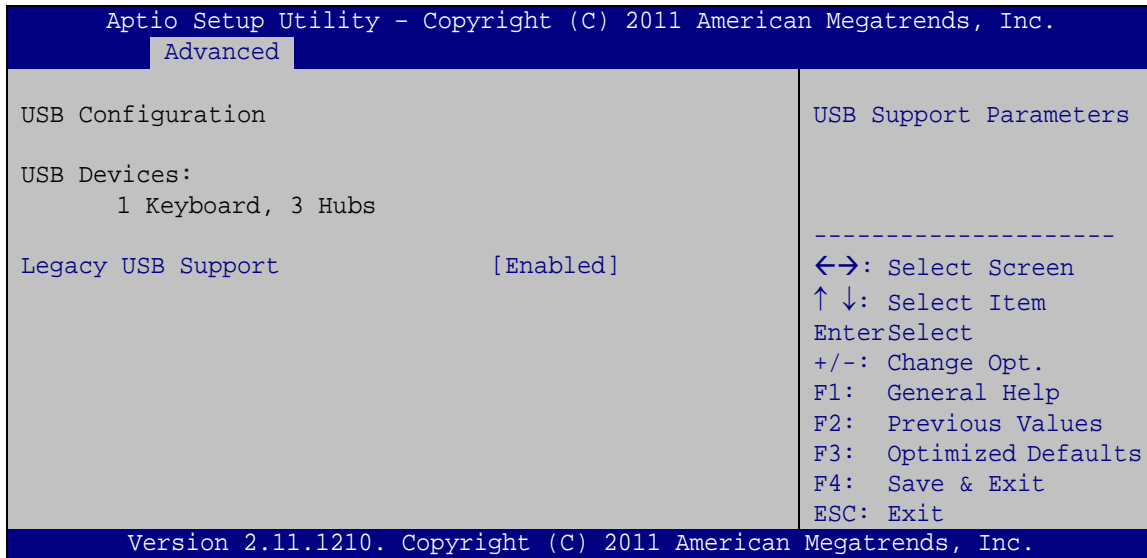 Aptio Setup Utility – Copyright (C) 2011 American Megatrends, Inc.
Advanced
USB Configuration
USB Devices:
1 Keyboard, 3 Hubs
Legacy USB Support [Enabled]
USB Support Parameters
---------------------
←→: Select Screen
↑ ↓: Select Item
EnterSelect
+/-: Change Opt.
F1: General Help
F2: Previous Values
F3: Optimized Defaults
F4: Save & Exit
ESC: Exit
Version 2.11.1210. Copyright (C) 2011 American Megatrends, Inc.